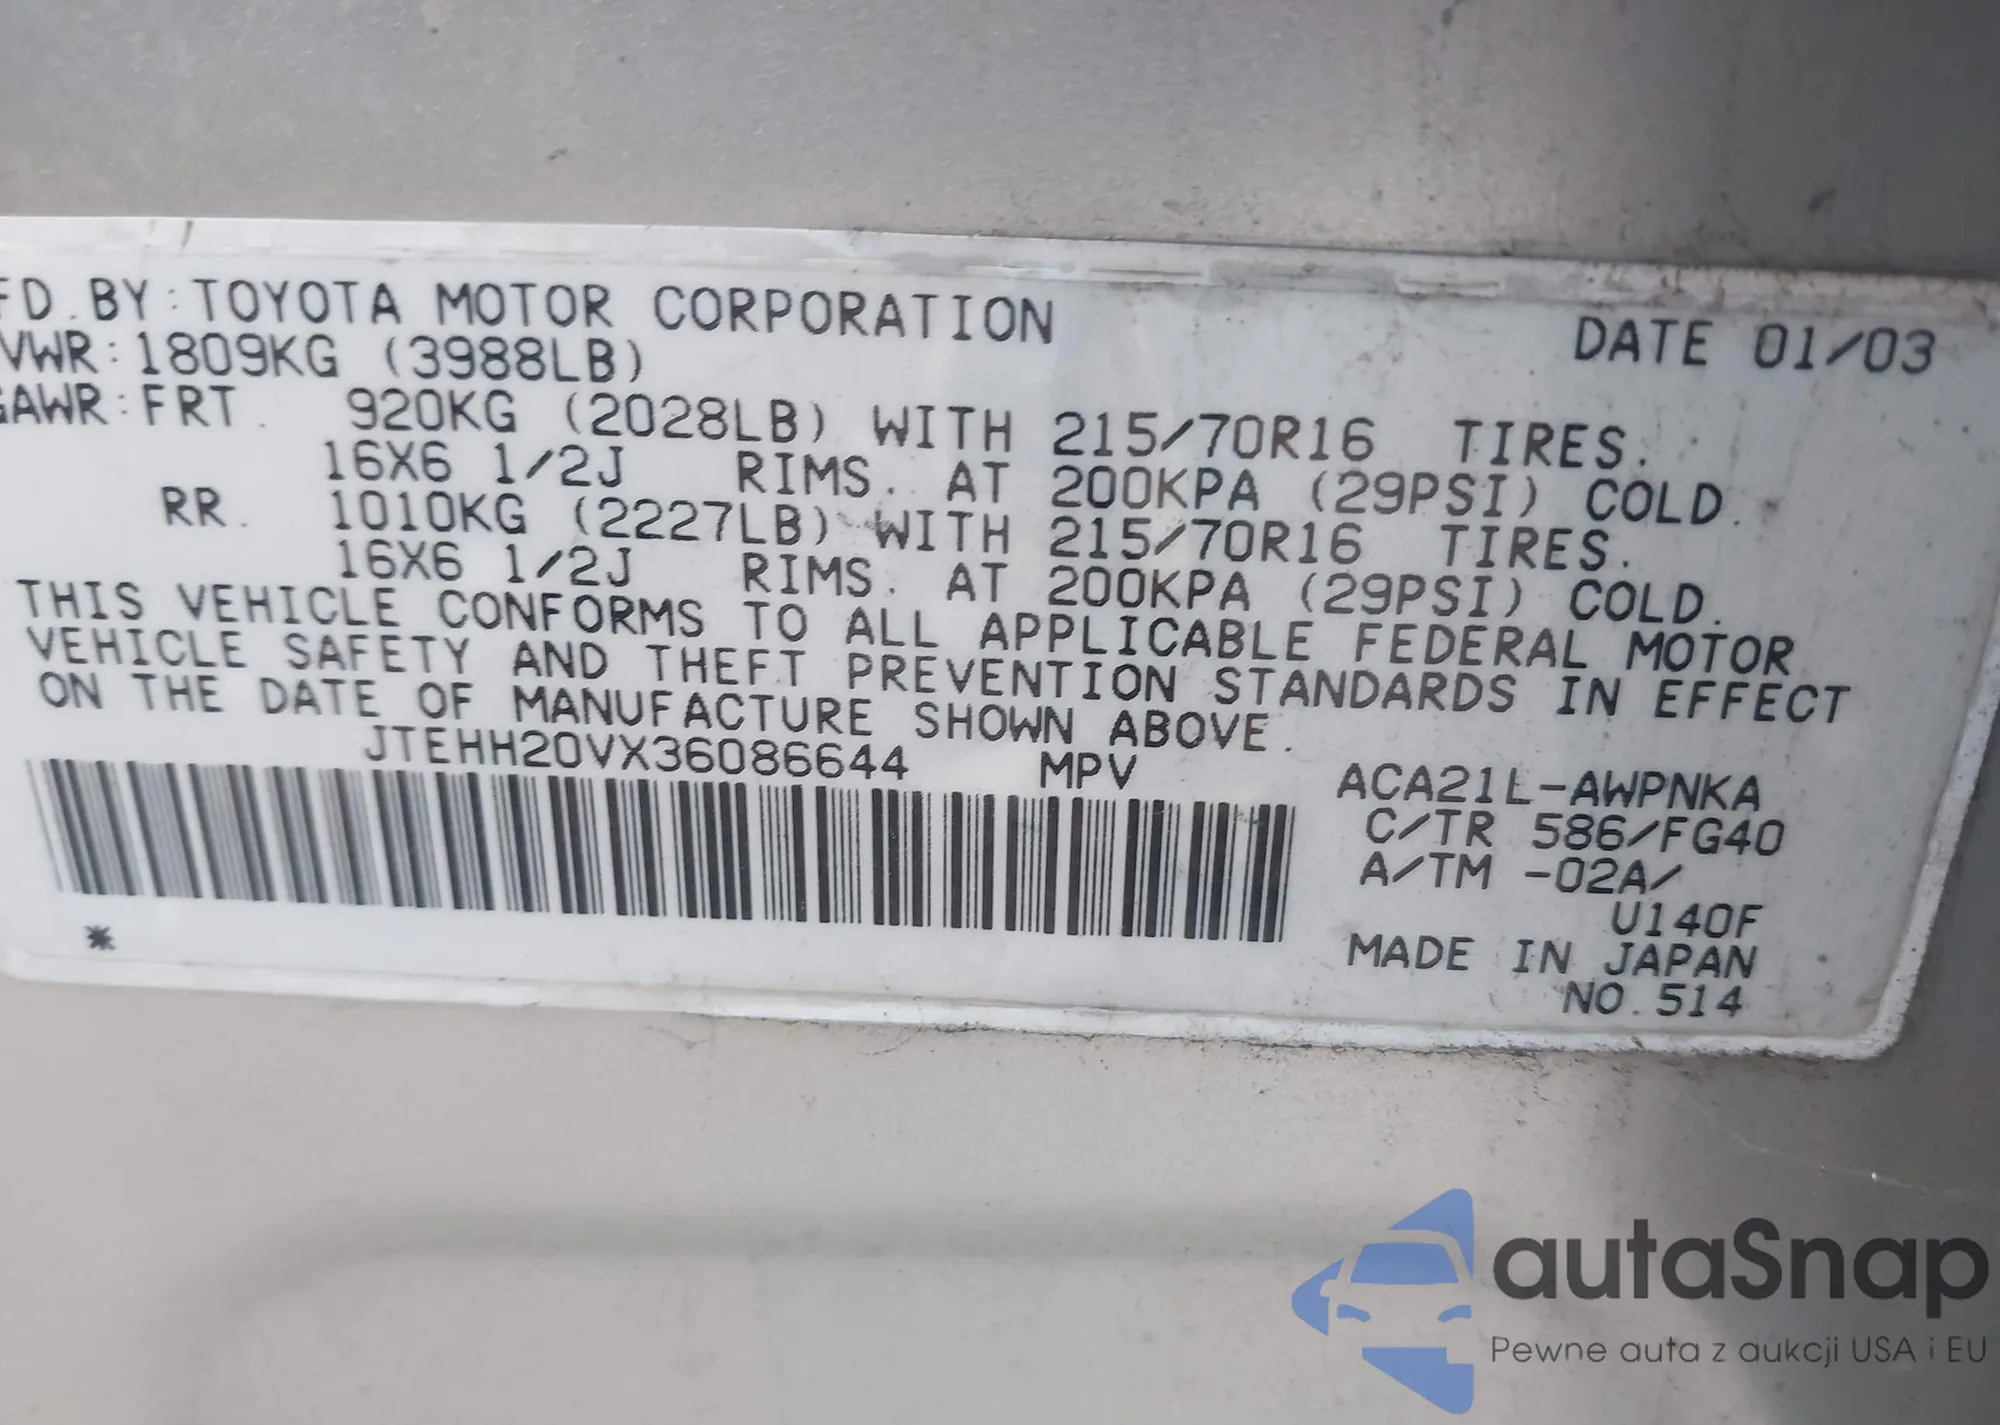 FD. BY: TOYOTA MOTOR CORPORATION DATE 01/03
VWR: 1809KG (3988LB)
GAWR: FRT. 920KG (2028LB) WITH 215/70R16 TIRES.
16X6 1/2J RIMS. AT 200KPA (29PSI) COLD.
RR. 1010KG (2227LB) WITH 215/70R16 TIRES.
16X6 1/2J RIMS. AT 200KPA (29PSI) COLD.
THIS VEHICLE CONFORMS TO ALL APPLICABLE FEDERAL MOTOR
VEHICLE SAFETY AND THEFT PREVENTION STANDARDS IN EFFECT
ON THE DATE OF MANUFACTURE SHOWN ABOVE.
JTEHH20VX36086644 MPV ACA21L-AWPNKA
C/TR 586/FG40
A/TM -02A/
U140F
MADE IN JAPAN
NO.514
*
autaSnap
Pewne auta z aukcji USA i EU